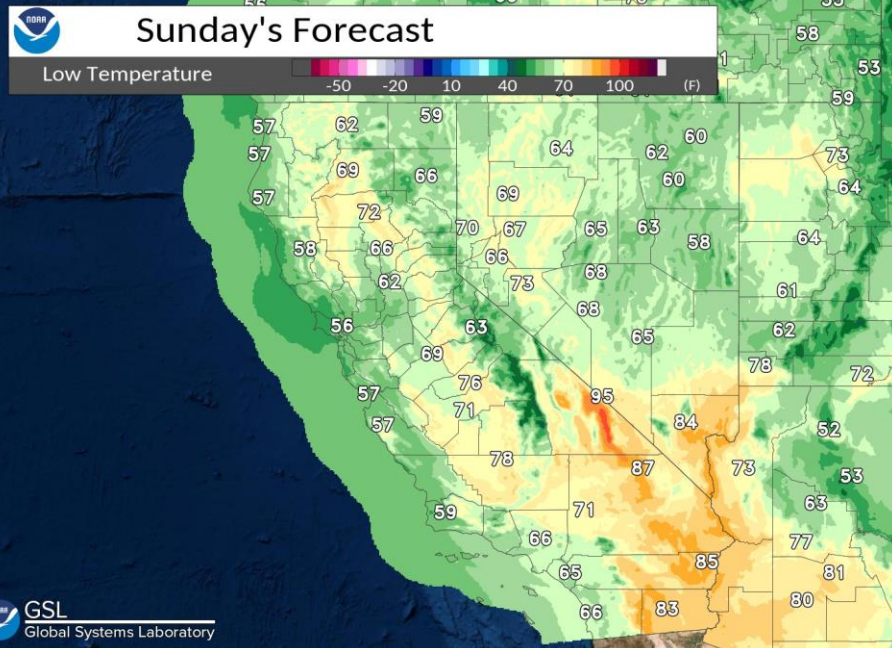 NOAA
Sunday's Forecast
Low Temperature
-50 -20 10 40 70 100 (F)
58
53
59
59
57 62
60
57 64 62 73
69 66 60 64
57 69
72 70 67 65 63
58 66 66 58 64
62 73 68 61
68
56 63 65 62
69 78 72
76
57 71 95
57 84 52
78 87 73 53
59 71 63
66 77
65 85 81
66 83 80
GSL
Global Systems Laboratory